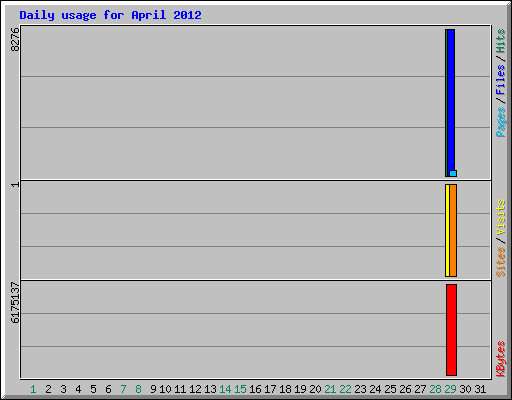 Daily usage for April 2012
8276
Pages / Files / Hits
1
Sites / Visits
6175137
KBytes
1 2 3 4 5 6 7 8 9 10 11 12 13 14 15 16 17 18 19 20 21 22 23 24 25 26 27 28 29 30 31